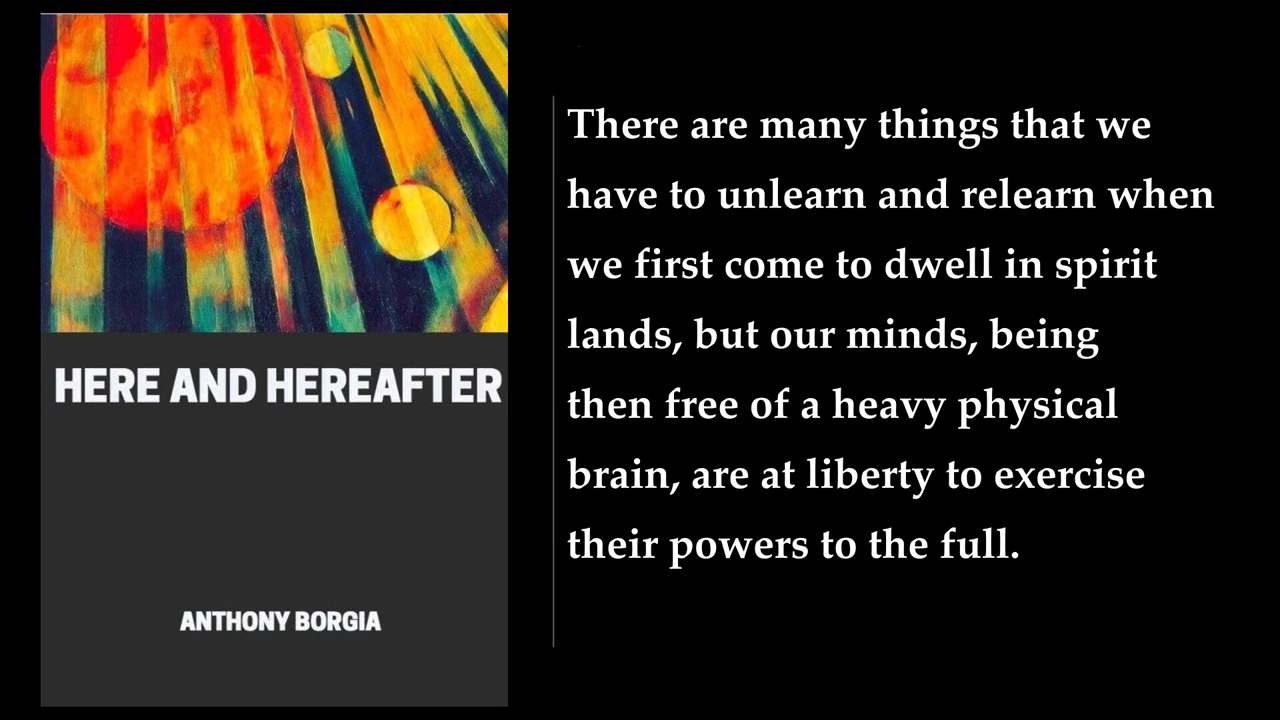 HERE AND HEREAFTER
ANTHONY BORGIA
There are many things that we
have to unlearn and relearn when
we first come to dwell in spirit
lands, but our minds, being
then free of a heavy physical
brain, are at liberty to exercise
their powers to the full.